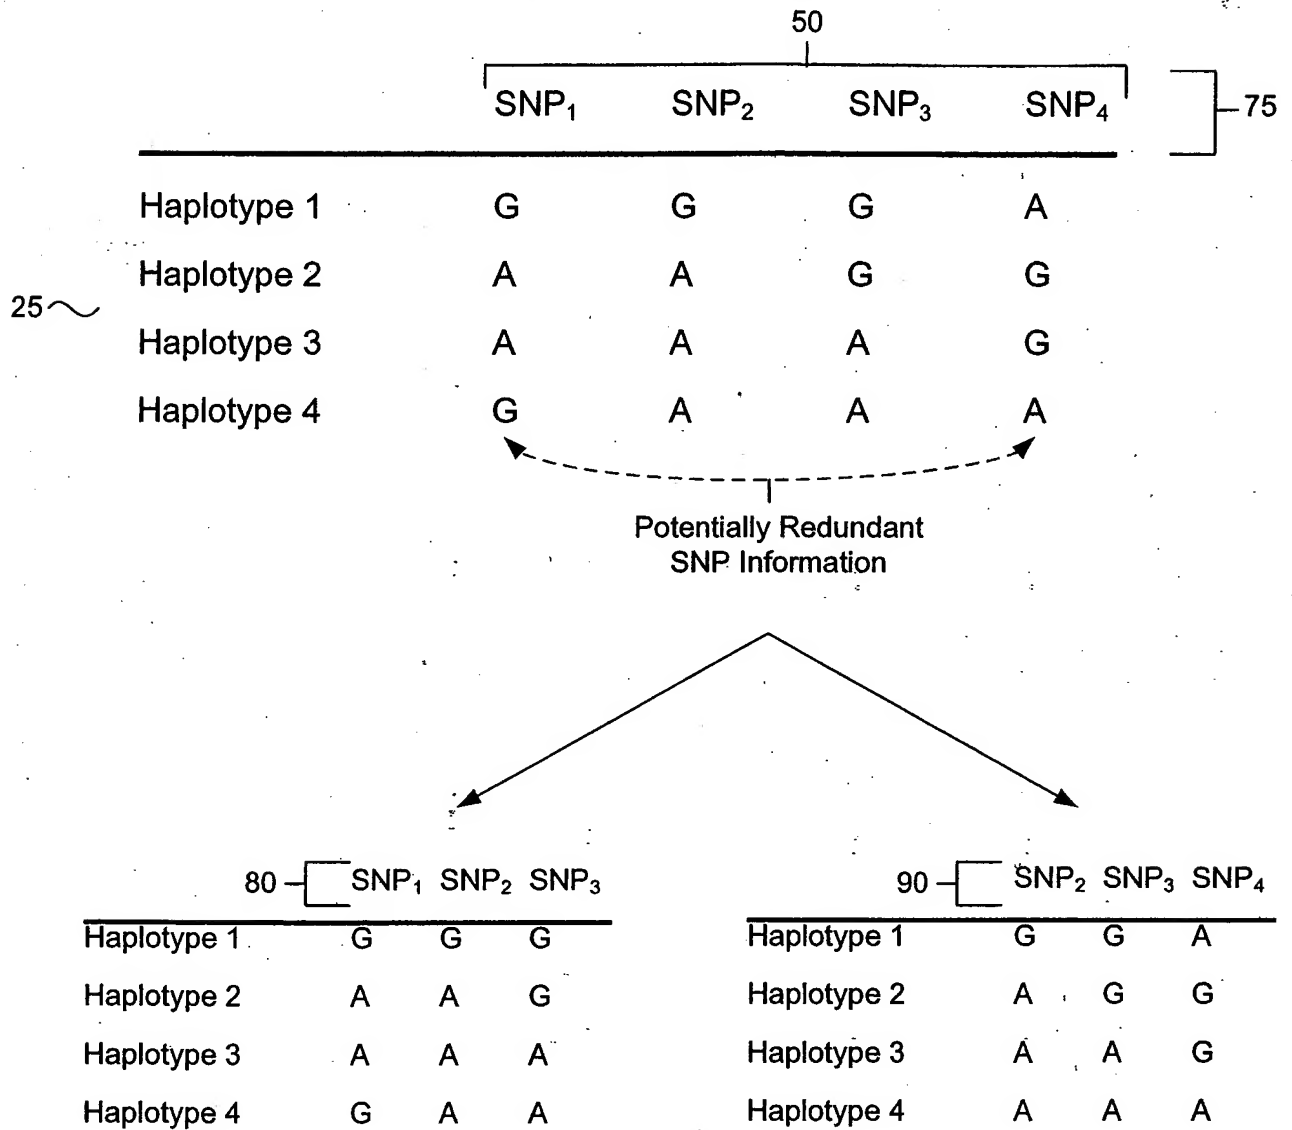 50
SNP₁ SNP₂ SNP₃ SNP₄
75
Haplotype 1 G G G A
Haplotype 2 A A G G
25
Haplotype 3 A A A G
Haplotype 4 G A A A
Potentially Redundant
SNP Information
80 SNP₁ SNP₂ SNP₃
Haplotype 1 G G G
Haplotype 2 A A G
Haplotype 3 A A A
Haplotype 4 G A A
90 SNP₂ SNP₃ SNP₄
Haplotype 1 G G A
Haplotype 2 A G G
Haplotype 3 A A G
Haplotype 4 A A A